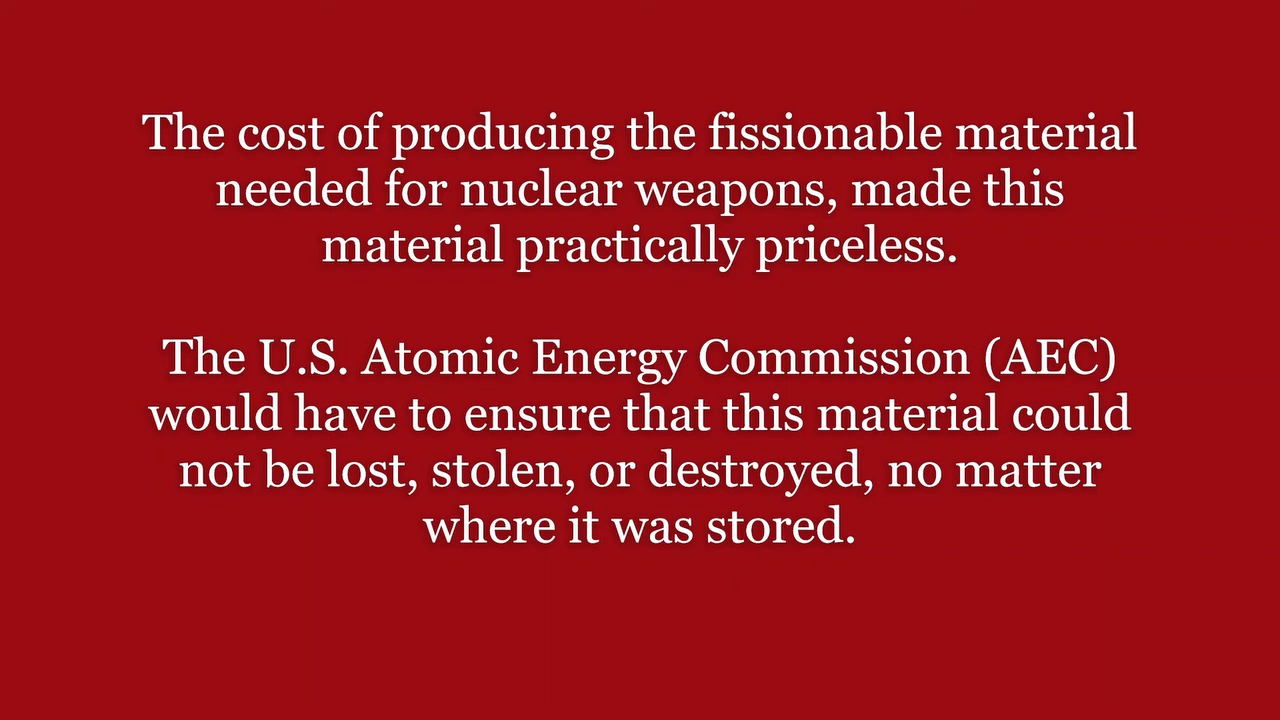 The cost of producing the fissionable material
needed for nuclear weapons, made this
material practically priceless.
The U.S. Atomic Energy Commission (AEC)
would have to ensure that this material could
not be lost, stolen, or destroyed, no matter
where it was stored.